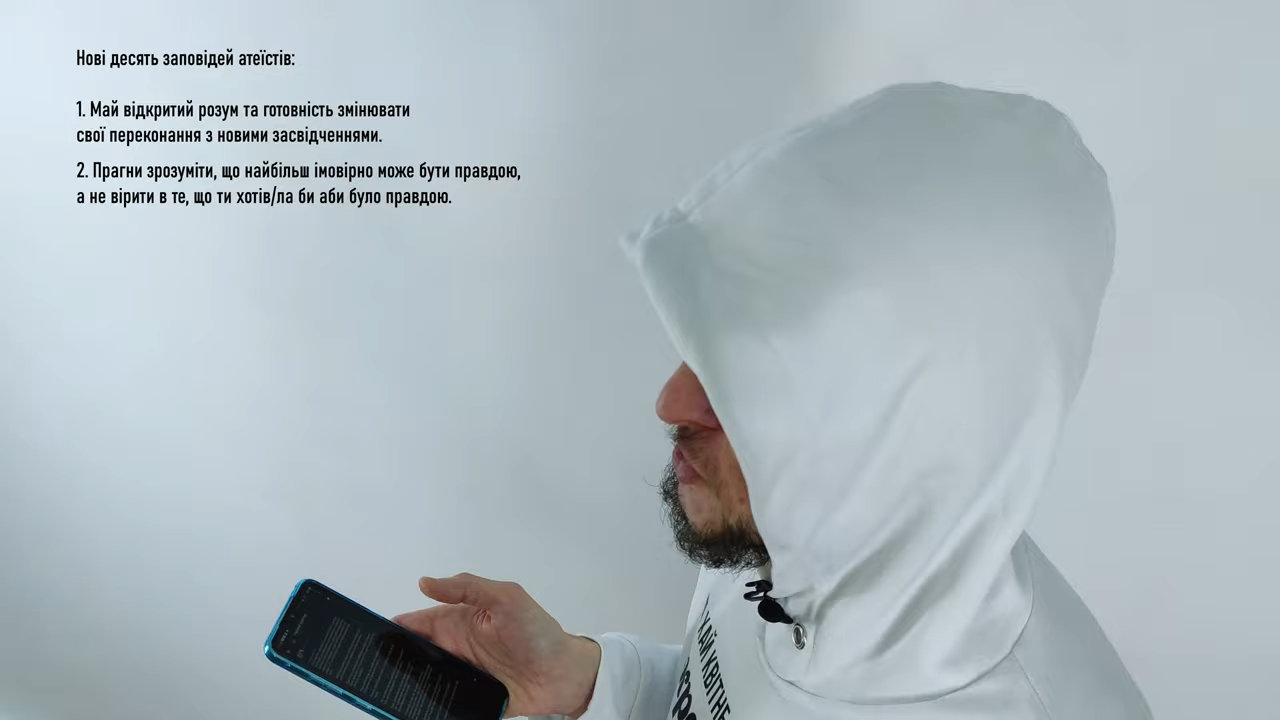 Нові десять заповідей атеїстів:
1. Май відкритий розум та готовність змінювати
свої переконання з новими засвідченнями.
2. Прагни зрозуміти, що найбільш імовірно може бути правдою,
а не вірити в те, що ти хотів/ла би аби було правдою.
КВІТНЕ